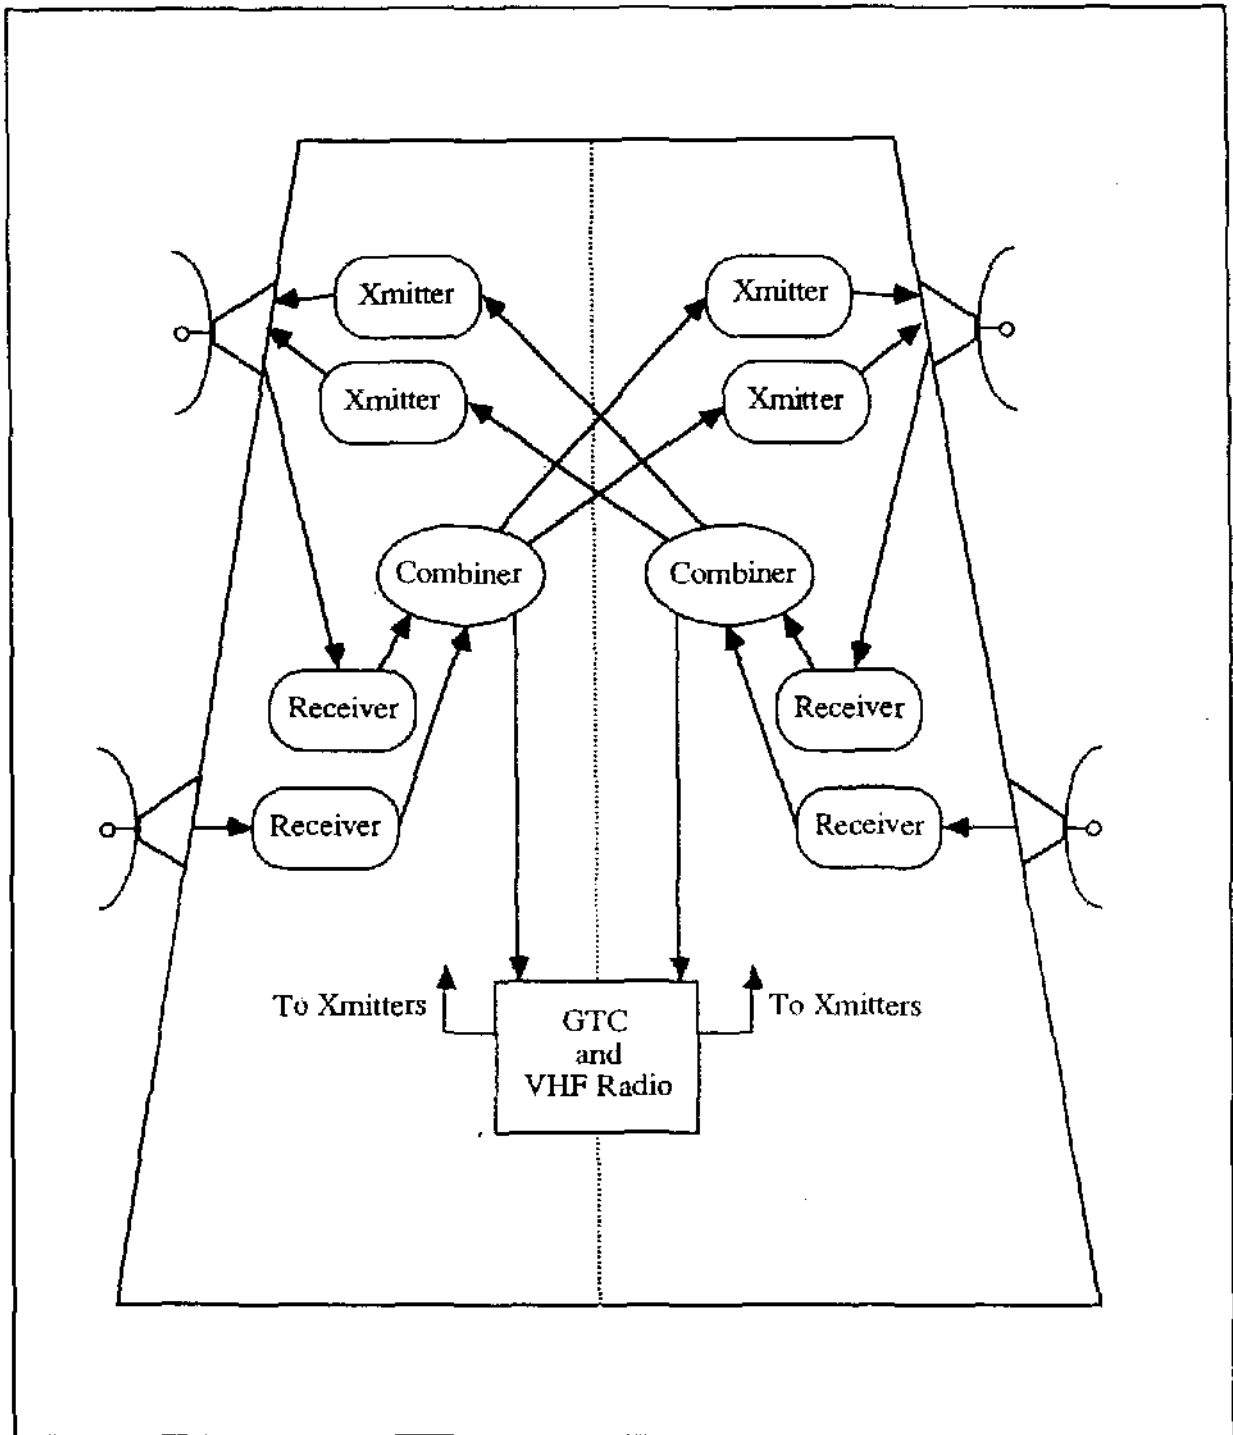 Xmitter
Xmitter
Xmitter
Xmitter
Combiner
Combiner
Receiver
Receiver
Receiver
Receiver
To Xmitters
To Xmitters
GTC
and
VHF Radio